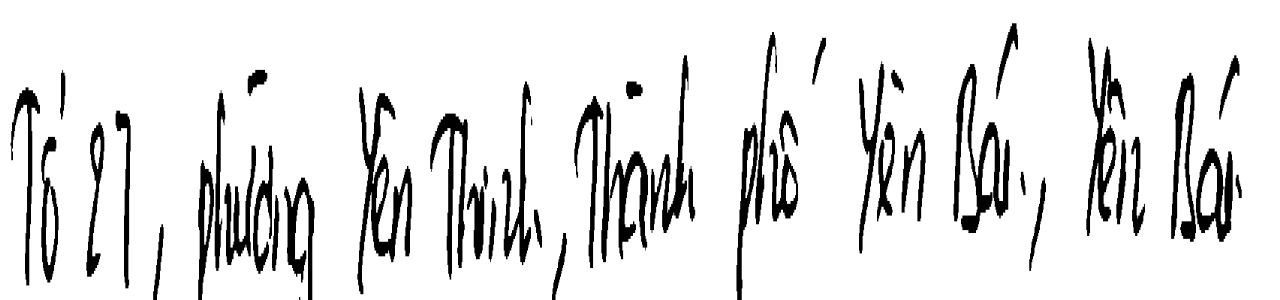 Tổ 27, phường Yên Thịnh, Thành phố Yên Bái, Yên Bái